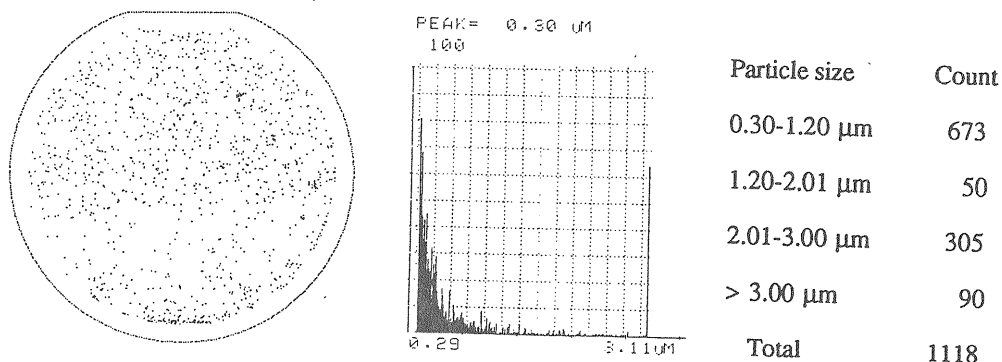 PEAK= 0.30 uM
100
0.29 3.11uM
Particle size Count
0.30-1.20 μm 673
1.20-2.01 μm 50
2.01-3.00 μm 305
> 3.00 μm 90
Total 1118